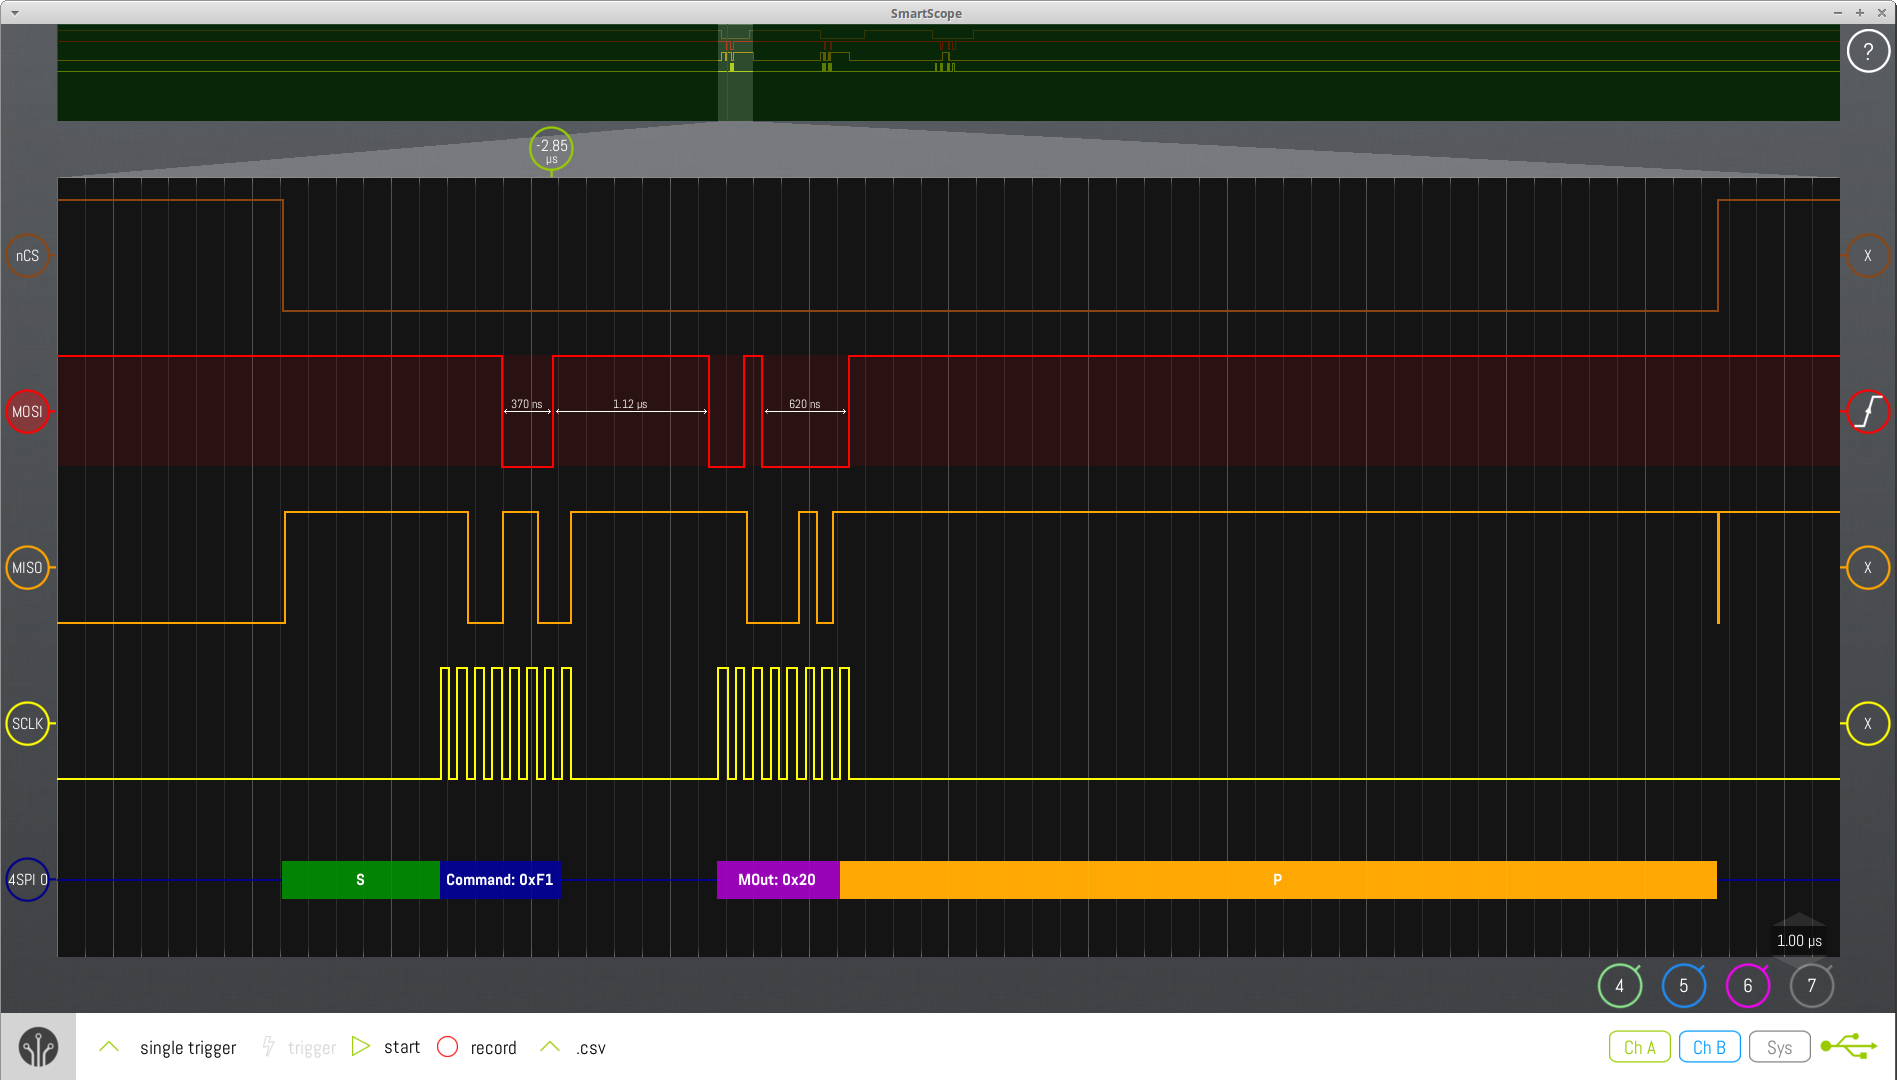 SmartScope
?
-2.85
µs
nCS
X
370 ns
1.12 µs
620 ns
MOSI
MISO
X
SCLK
X
4SPI 0
S
Command: 0xF1
MOut: 0x20
P
1.00 µs
4
5
6
7
single trigger
trigger
start
record
.csv
Ch A
Ch B
Sys